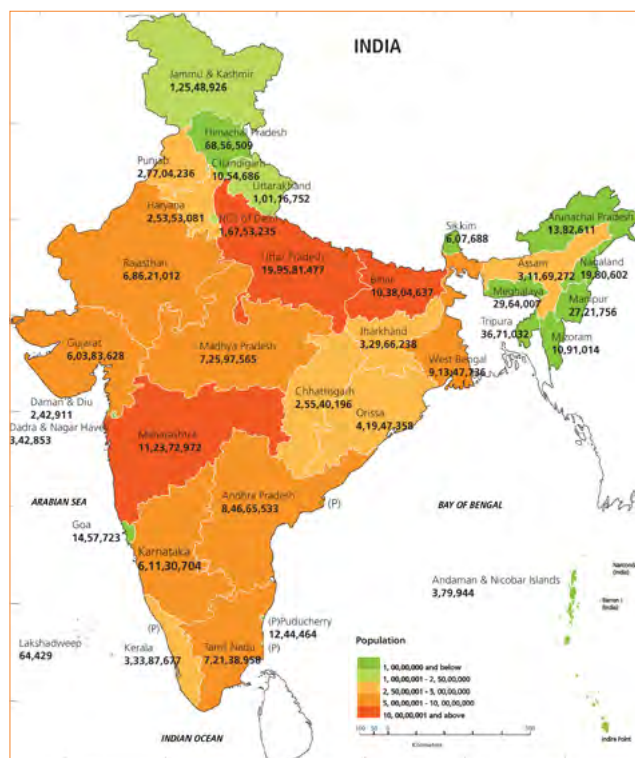 INDIA
Jammu & Kashmir
1,25,48,926
Himachal Pradesh
68,56,509
Punjab
2,77,04,236
Chandigarh
10,54,686
Uttarakhand
1,01,16,752
Haryana
2,53,53,081
NCT of Delhi
1,67,53,235
Arunachal Pradesh
13,82,611
Sikkim
6,07,688
Rajasthan
6,86,21,012
Uttar Pradesh
19,95,81,477
Bihar
10,38,04,637
Assam
3,11,69,272
Nagaland
19,80,602
Meghalaya
29,64,007
Manipur
27,21,756
Tripura
36,71,032
Mizoram
10,91,014
Gujarat
6,03,83,628
Madhya Pradesh
7,25,97,565
Jharkhand
3,29,66,238
West Bengal
9,13,47,736
Daman & Diu
2,42,911
Dadra & Nagar Have
3,42,853
Chhattisgarh
2,55,40,196
Orissa
4,19,47,358
Maharashtra
11,23,72,972
ARABIAN SEA
Andhra Pradesh
8,46,65,533
(P)
BAY OF BENGAL
Goa
14,57,723
Karnataka
6,11,30,704
Andaman & Nicobar Islands
3,79,944
(India)
(India)
Lakshadweep
64,429
(P)
Kerala
3,33,87,677
Tamil Nadu
7,21,38,958
(P)Puducherry
12,44,464
(P)
Population
1, 00,00,000 and below
1, 00,00,001 - 2, 50,00,000
2, 50,00,001 - 5, 00,00,000
5, 00,00,001 - 10, 00,00,000
10, 00,00,001 and above
Kilometres
INDIAN OCEAN
Indira Point